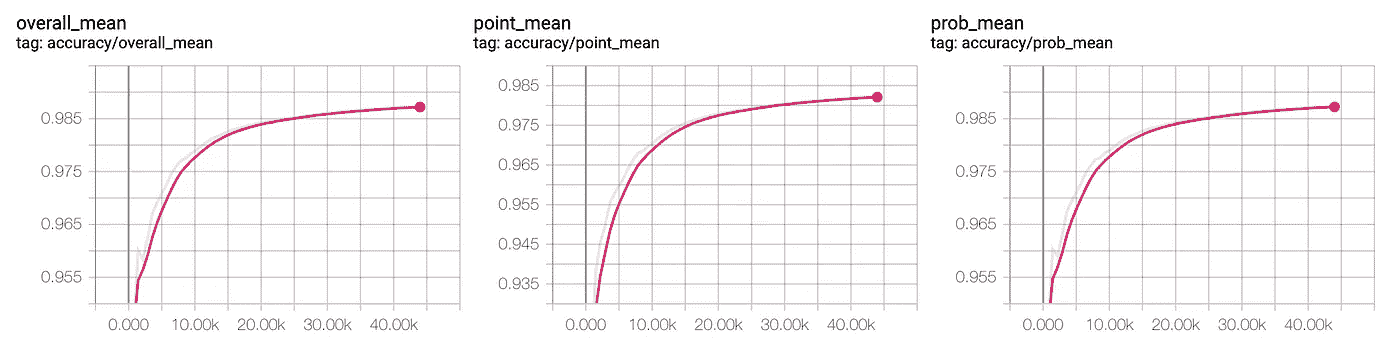 overall_mean
tag: accuracy/overall_mean
0.985
0.975
0.965
0.955
0.000 10.00k 20.00k 30.00k 40.00k
point_mean
tag: accuracy/point_mean
0.985
0.975
0.965
0.955
0.945
0.935
0.000 10.00k 20.00k 30.00k 40.00k
prob_mean
tag: accuracy/prob_mean
0.985
0.975
0.965
0.955
0.000 10.00k 20.00k 30.00k 40.00k